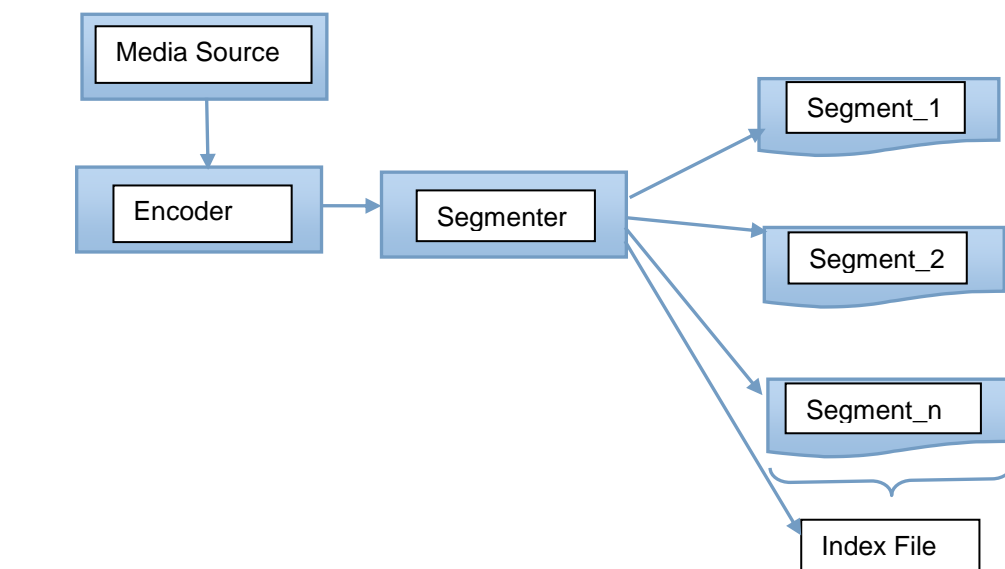 Media Source
Encoder
Segmenter
Segment_1
Segment_2
Segment_n
Index File